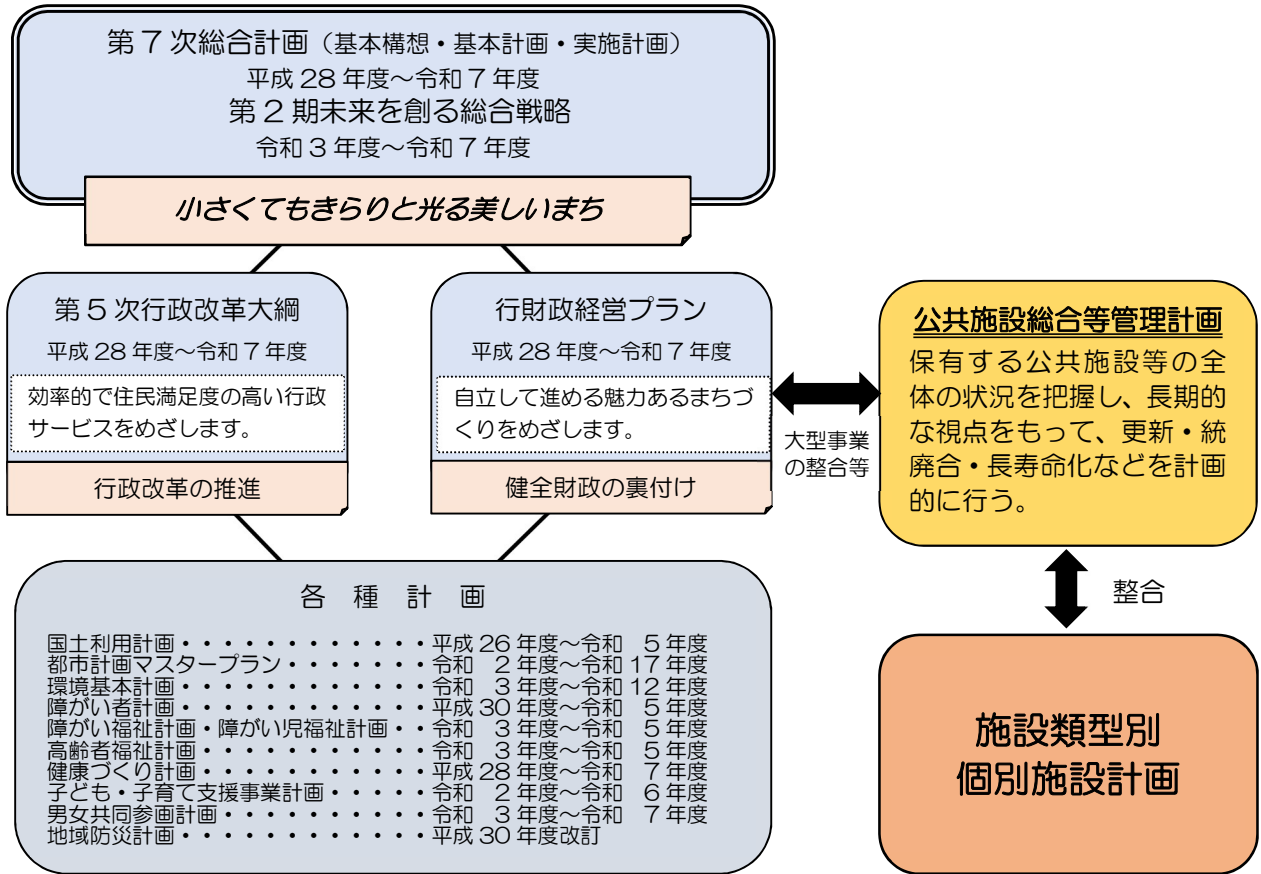 第７次総合計画（基本構想・基本計画・実施計画）
平成 28 年度～令和 7 年度
第２期未来を創る総合戦略
令和 3 年度～令和 7 年度
小さくてもきらりと光る美しいまち
第５次行政改革大綱
平成 28 年度～令和 7 年度
効率的で住民満足度の高い行政
サービスをめざします。
行政改革の推進
行財政経営プラン
平成 28 年度～令和 7 年度
自立して進める魅力あるまちづ
くりをめざします。
健全財政の裏付け
大型事業
の整合等
公共施設総合等管理計画
保有する公共施設等の全
体の状況を把握し、長期的
な視点をもって、更新・統
廃合・長寿命化などを計画
的に行う。
整合
施設類型別
個別施設計画
各　種　計　画
国土利用計画・・・・・・・・・・・・平成 26 年度～令和　5 年度
都市計画マスタープラン・・・・・・・令和　2 年度～令和 17 年度
環境基本計画・・・・・・・・・・・・令和　3 年度～令和 12 年度
障がい者計画・・・・・・・・・・・・平成 30 年度～令和　5 年度
障がい福祉計画・障がい児福祉計画・・令和　3 年度～令和　5 年度
高齢者福祉計画・・・・・・・・・・・令和　3 年度～令和　5 年度
健康づくり計画・・・・・・・・・・・平成 28 年度～令和　7 年度
子ども・子育て支援事業計画・・・・・令和　2 年度～令和　6 年度
男女共同参画計画・・・・・・・・・・令和　3 年度～令和　7 年度
地域防災計画・・・・・・・・・・・・平成 30 年度改訂